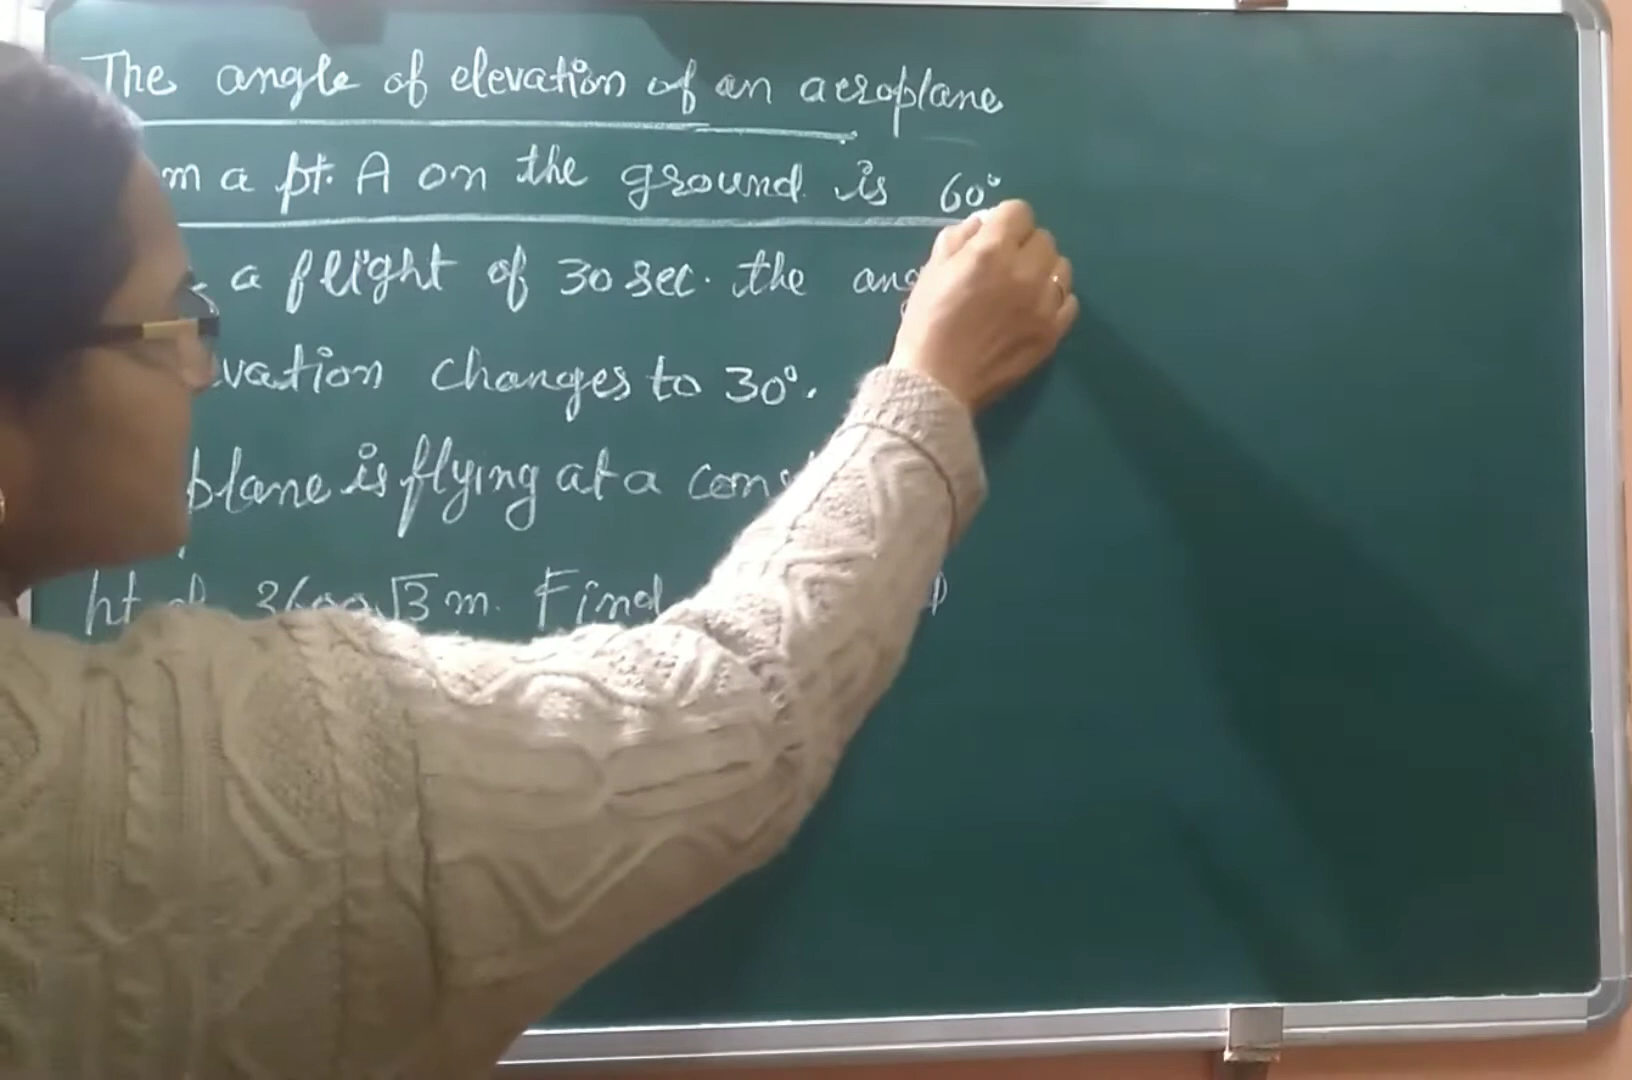 The angle of elevation of an aeroplane
m a pt. A on the ground is 60°
a flight of 30 sec. the ang
vation changes to 30°.
plane is flying at a cons
ht of 3600√3 m. Find